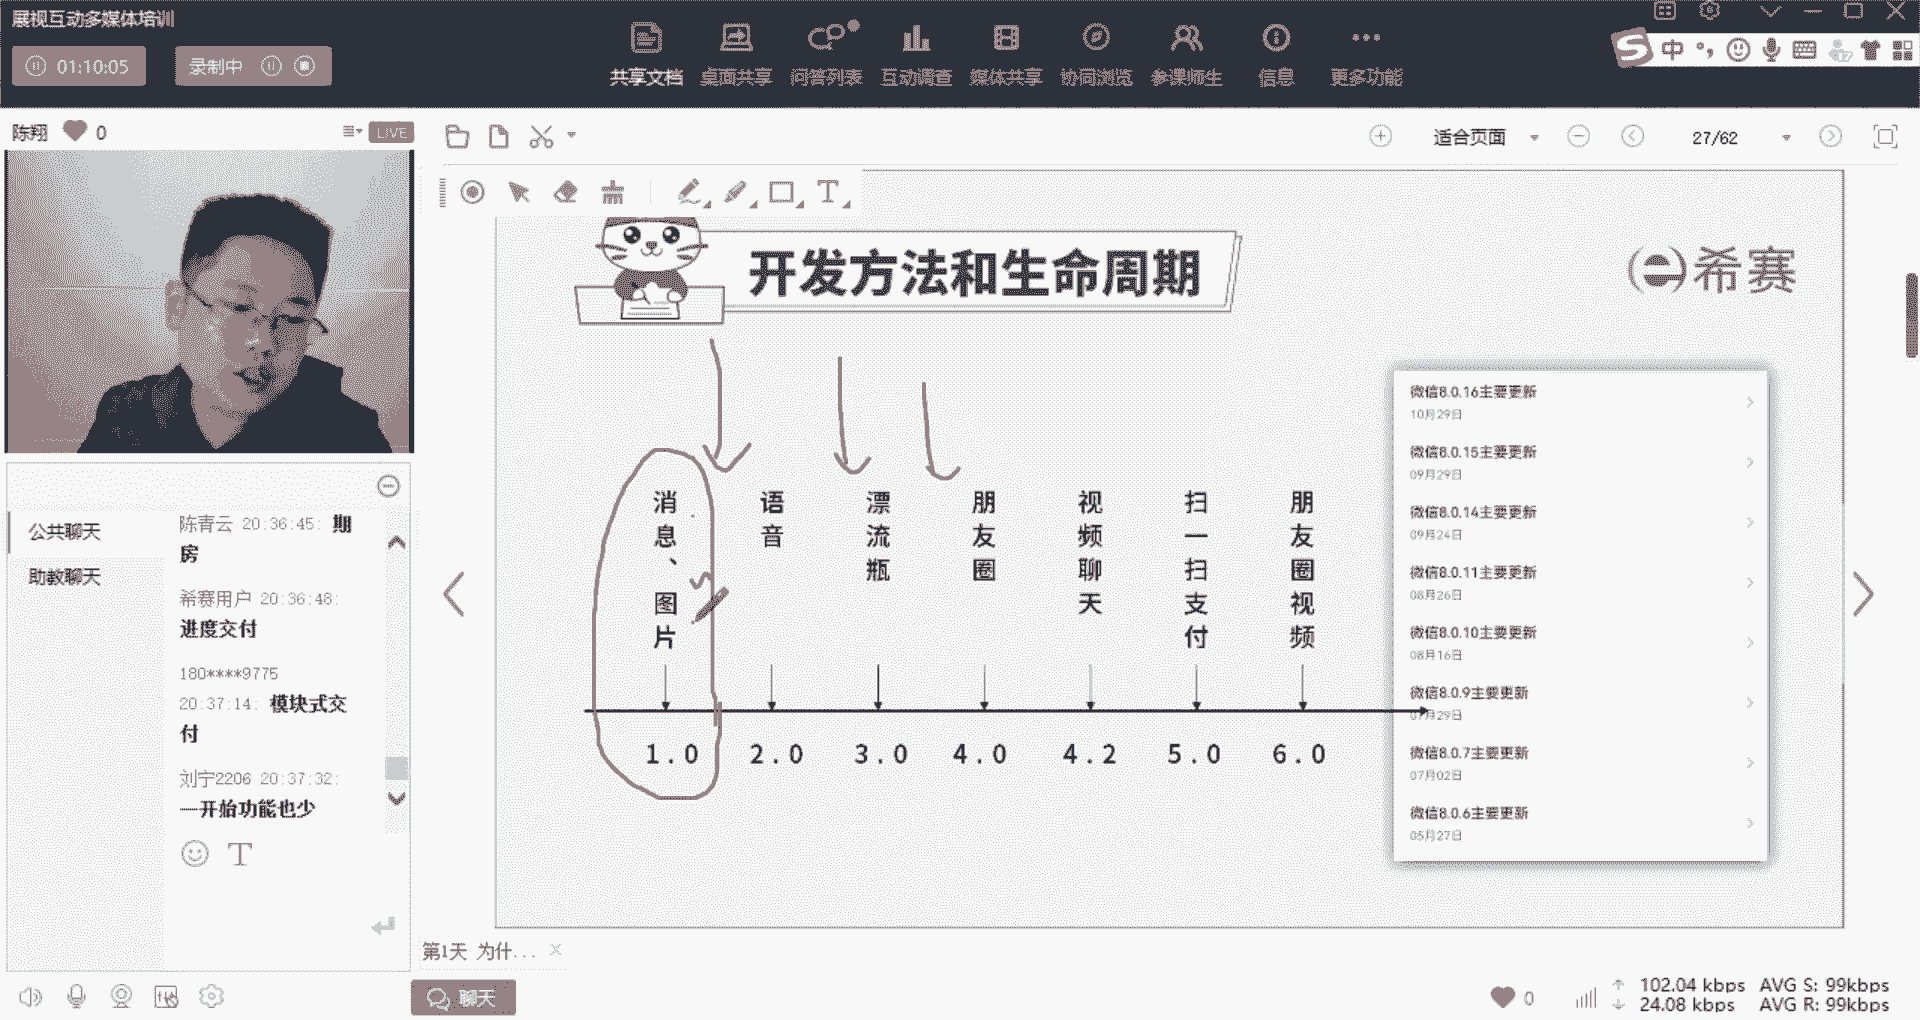 展视互动多媒体培训
01:10:05
录制中
共享文档 桌面共享 问答列表 互动调查 媒体共享 协同浏览 参课师生 信息 更多功能
中
陈翔 0
LIVE
适合页面
27/62
T
开发方法和生命周期
希赛
消息、图片
语音
漂流瓶
朋友圈
视频聊天
扫一扫支付
朋友圈视频
1.0 2.0 3.0 4.0 4.2 5.0 6.0
微信8.0.16主要更新
10月29日
微信8.0.15主要更新
09月29日
微信8.0.14主要更新
09月24日
微信8.0.11主要更新
08月26日
微信8.0.10主要更新
08月16日
微信8.0.9主要更新
07月29日
微信8.0.7主要更新
07月02日
微信8.0.6主要更新
05月27日
公共聊天
助教聊天
陈青云 20:36:45: 期
房
希赛用户 20:36:48:
进度交付
180****9775
20:37:14: 模块式交
付
刘宁2206 20:37:32:
一开始功能也少
T
第1天 为什...
聊天
0
102.04 kbps AVG S: 99kbps
24.08 kbps AVG R: 99kbps